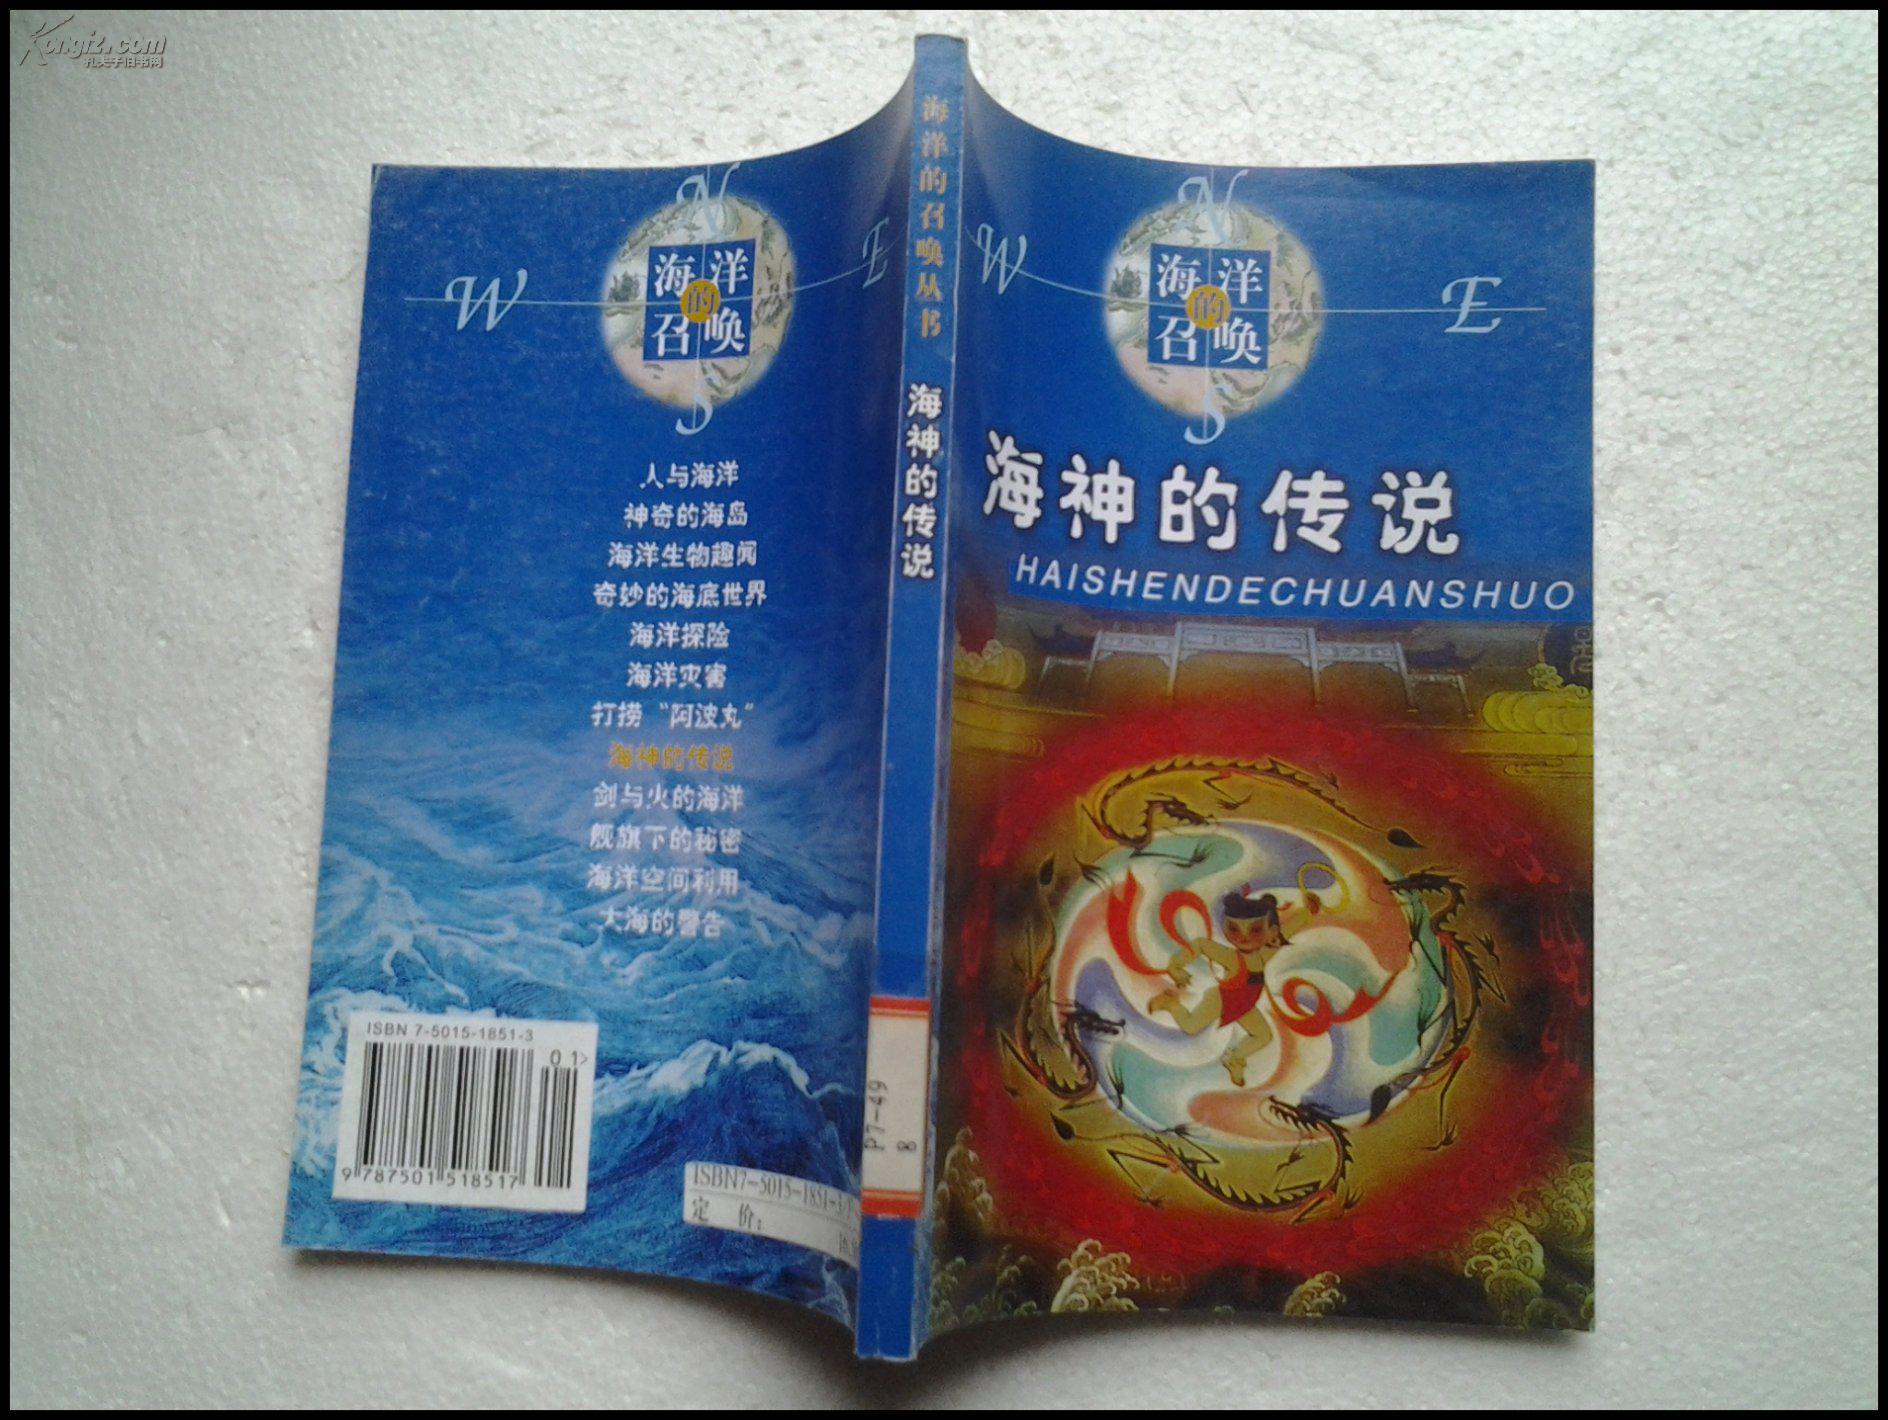 Kongfz.com
孔夫子旧书网
N
W
E
海洋
的
召唤
S
人与海洋
神奇的海岛
海洋生物趣闻
奇妙的海底世界
海洋探险
海洋灾害
打捞“阿波丸”
海神的传说
剑与火的海洋
舰旗下的秘密
海洋空间利用
大海的警告
ISBN 7-5015-1851-3
01>
9 787501 518517
ISBN7-5015-1851-3/
定 价:
海洋的召唤丛书
海神的传说
P7-49
8
N
W
E
海洋
的
召唤
S
海神的传说
HAISHENDECHUANSHUO